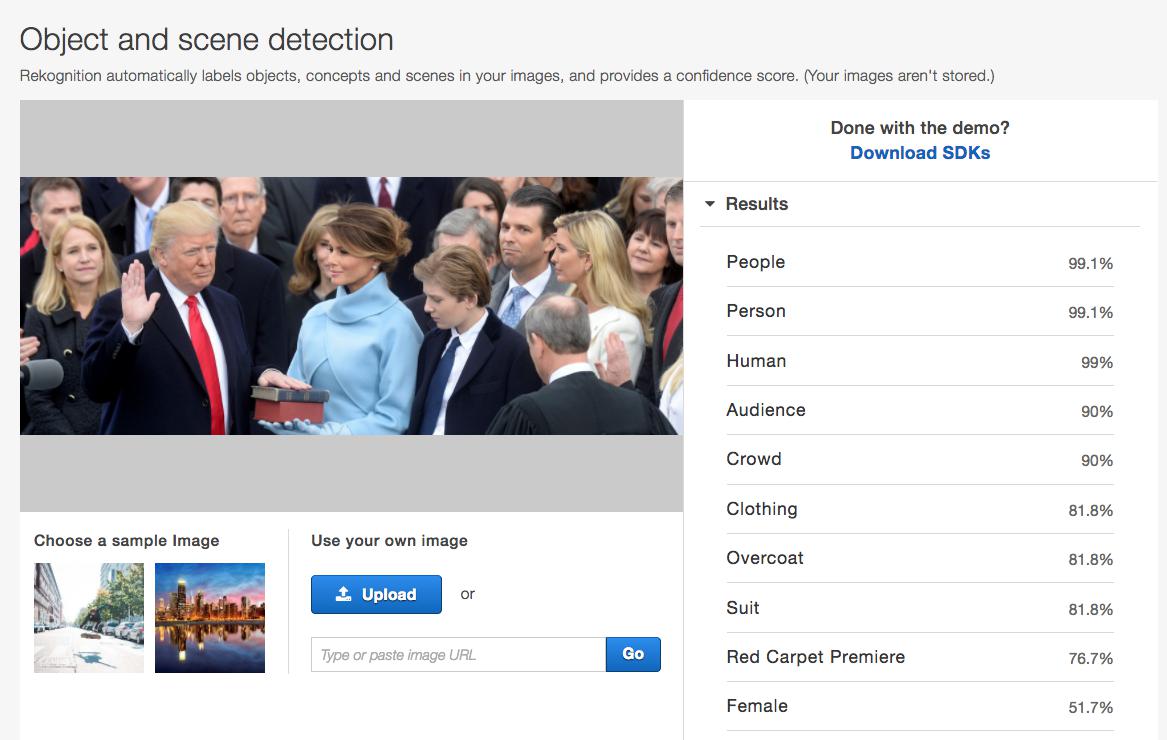 Object and scene detection
Rekognition automatically labels objects, concepts and scenes in your images, and provides a confidence score. (Your images aren't stored.)
Done with the demo?
Download SDKs
Results
People 99.1%
Person 99.1%
Human 99%
Audience 90%
Crowd 90%
Clothing 81.8%
Overcoat 81.8%
Suit 81.8%
Red Carpet Premiere 76.7%
Female 51.7%
Choose a sample Image
Use your own image
Upload or
Type or paste image URL Go